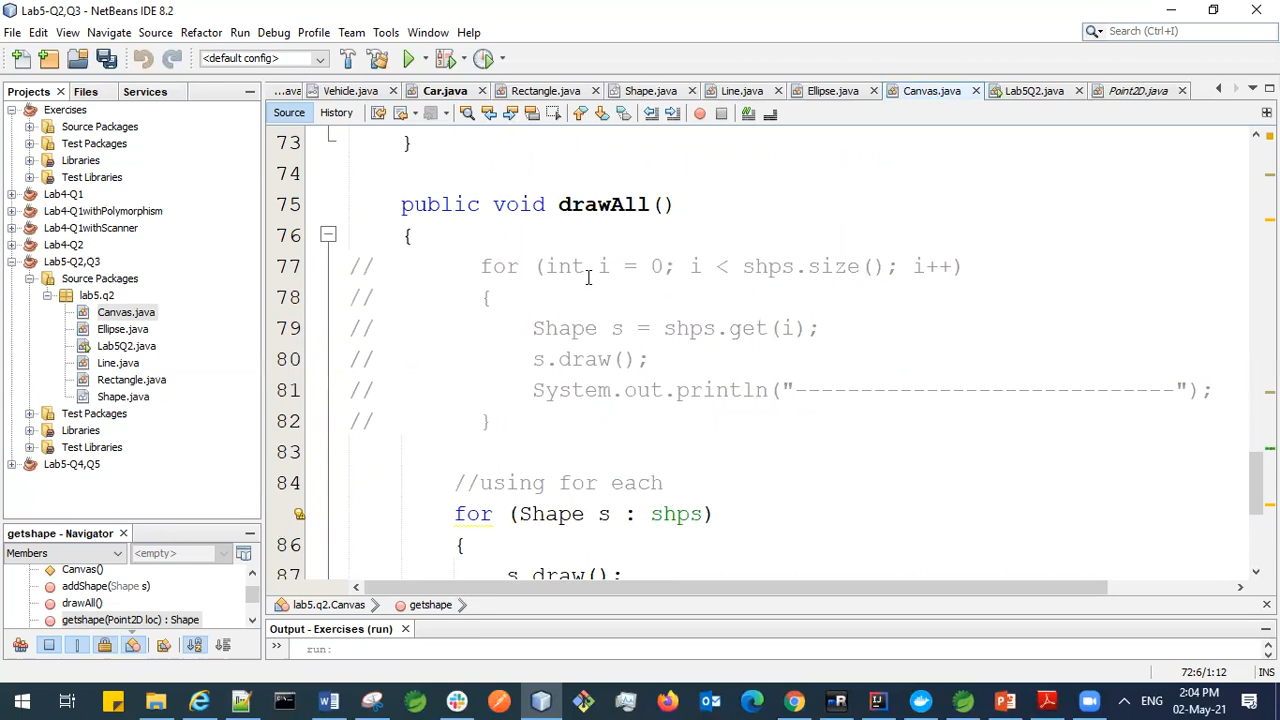 Lab5-Q2,Q3 - NetBeans IDE 8.2
File Edit View Navigate Source Refactor Run Debug Profile Team Tools Window Help
Search (Ctrl+I)
<default config>
Projects Files Services
...ava Vehicle.java Car.java Rectangle.java Shape.java Line.java Ellipse.java Canvas.java Lab5Q2.java Point2D.java
Source History
Exercises
Source Packages
Test Packages
Libraries
Test Libraries
Lab4-Q1
Lab4-Q1withPolymorphism
Lab4-Q1withScanner
Lab4-Q2
Lab5-Q2,Q3
Source Packages
lab5.q2
Canvas.java
Ellipse.java
Lab5Q2.java
Line.java
Rectangle.java
Shape.java
Test Packages
Libraries
Test Libraries
Lab5-Q4,Q5
73 }
74
75 public void drawAll()
76 {
77 // for (int i = 0; i < shps.size(); i++)
78 // {
79 // Shape s = shps.get(i);
80 // s.draw();
81 // System.out.println("-----------------------------");
82 // }
83
84 //using for each
for (Shape s : shps)
86 {
87 s.draw();
getshape - Navigator
Members <empty>
Canvas()
addShape(Shape s)
drawAll()
getshape(Point2D loc) : Shape
lab5.q2.Canvas getshape
Output - Exercises (run)
run:
72:6/1:12 INS
ENG
2:04 PM
02-May-21